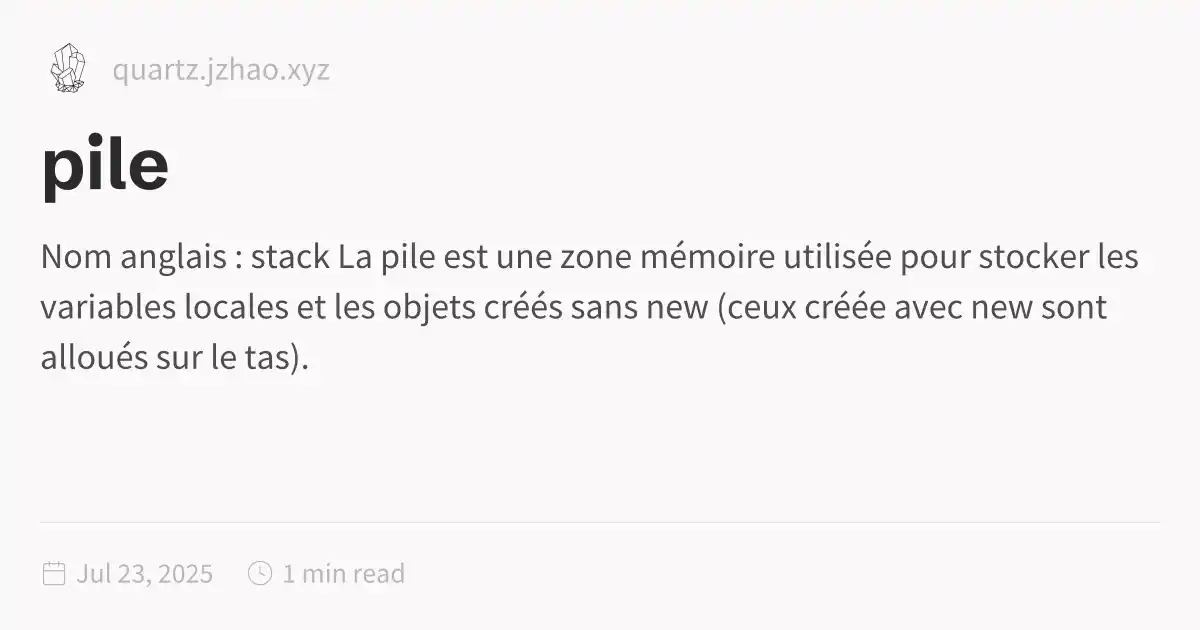 quartz.jzhao.xyz
pile
Nom anglais : stack La pile est une zone mémoire utilisée pour stocker les
variables locales et les objets créés sans new (ceux créée avec new sont
alloués sur le tas).
Jul 23, 2025 1 min read